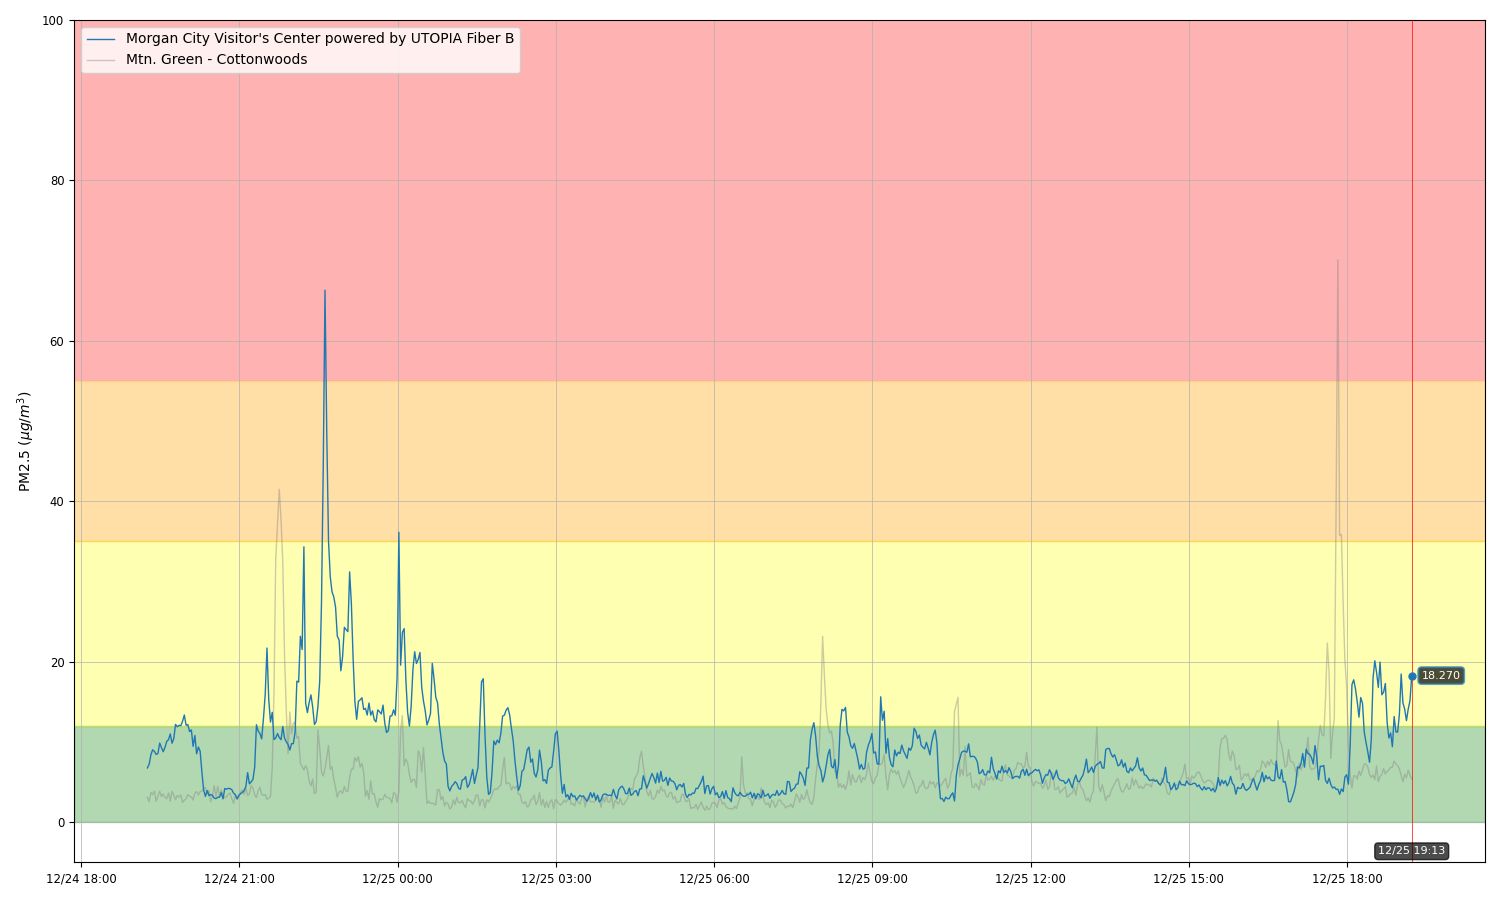 100
Morgan City Visitor's Center powered by UTOPIA Fiber B
Mtn. Green - Cottonwoods
80
60
40
20
0
PM2.5 (μg/m³)
18.270
12/25 19:13
12/24 18:00 12/24 21:00 12/25 00:00 12/25 03:00 12/25 06:00 12/25 09:00 12/25 12:00 12/25 15:00 12/25 18:00